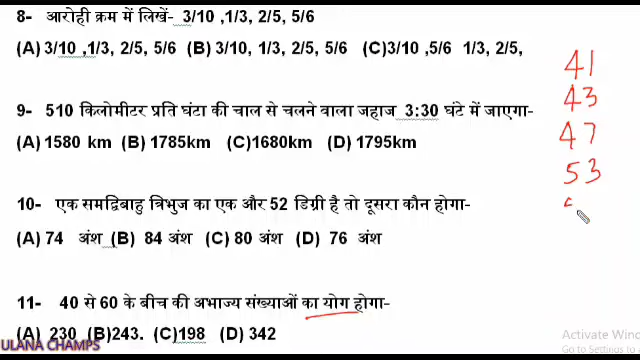 8- आरोही क्रम में लिखें- 3/10 ,1/3, 2/5, 5/6
(A) 3/10 ,1/3, 2/5, 5/6 (B) 3/10, 1/3, 2/5, 5/6 (C)3/10 ,5/6 1/3, 2/5,
41
43
9- 510 किलोमीटर प्रति घंटा की चाल से चलने वाला जहाज 3:30 घंटे में जाएगा-
47
(A) 1580 km (B) 1785km (C)1680km (D) 1795km
53
10- एक समद्विबाहु त्रिभुज का एक और 52 डिग्री है तो दूसरा कौन होगा-
(A) 74 अंश (B) 84 अंश (C) 80 अंश (D) 76 अंश
11- 40 से 60 के बीच की अभाज्य संख्याओं का योग होगा-
(A) 230 (B)243. (C)198 (D) 342
Activate Wind
Go to Settings to
ULANA CHAMPS